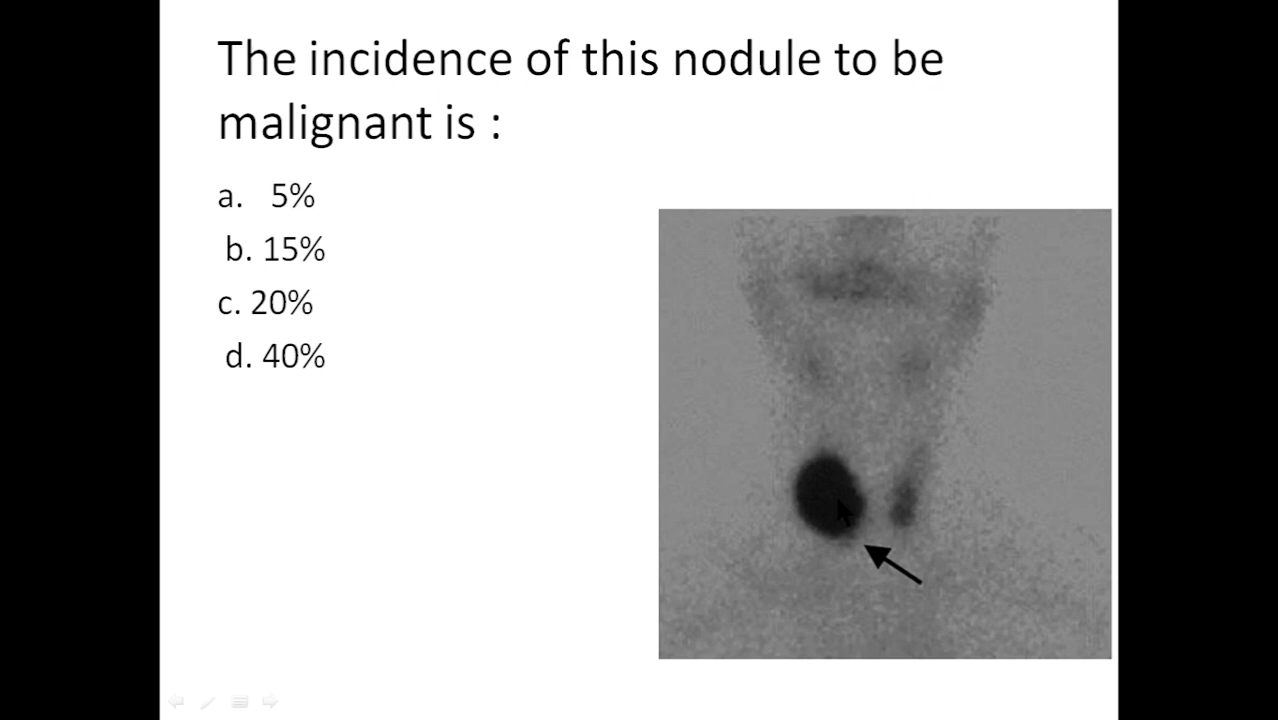 The incidence of this nodule to be
malignant is :
a. 5%
b. 15%
c. 20%
d. 40%